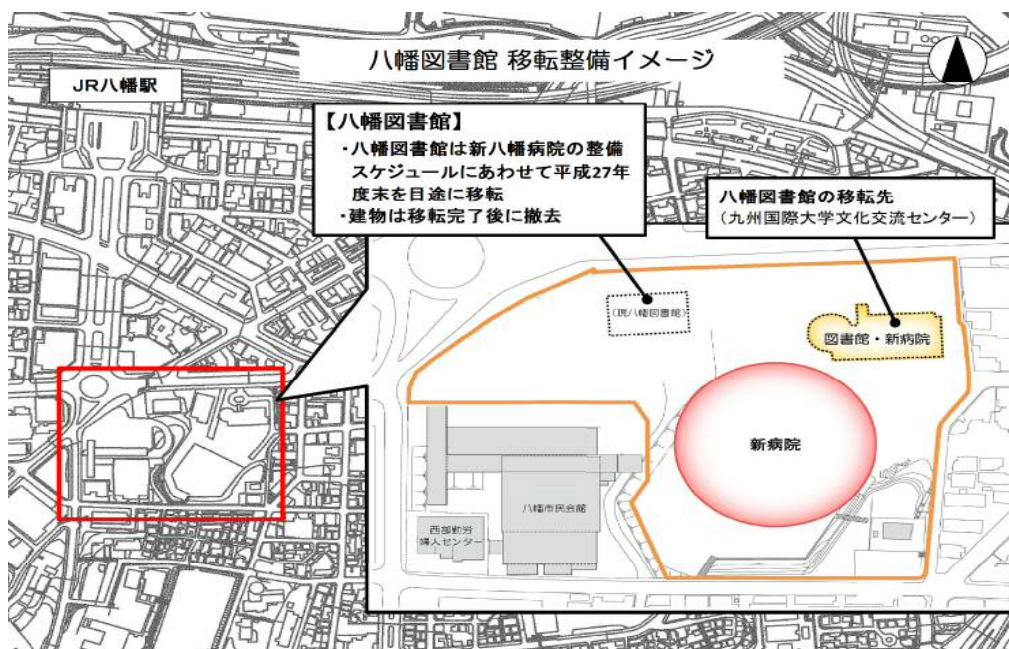 八幡図書館 移転整備イメージ
JR八幡駅
【八幡図書館】
・八幡図書館は新八幡病院の整備
スケジュールにあわせて平成27年
度末を目途に移転
・建物は移転完了後に撤去
八幡図書館の移転先
(九州国際大学文化交流センター)
(現八幡図書館)
図書館・新病院
新病院
八幡市民会館
西部勤労
婦人センター